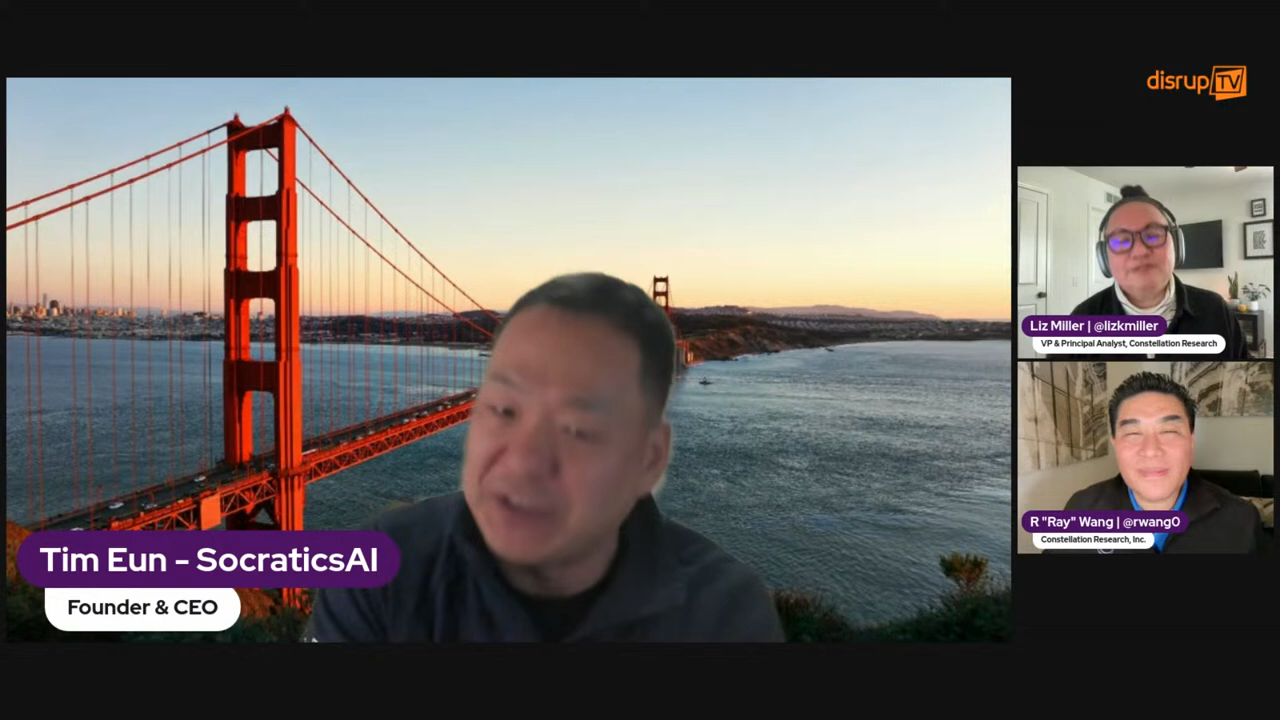 disrupTV
Liz Miller | @lizkmiller
VP & Principal Analyst, Constellation Research
R "Ray" Wang | @rwang0
Constellation Research, Inc.
Tim Eun - SocraticsAI
Founder & CEO